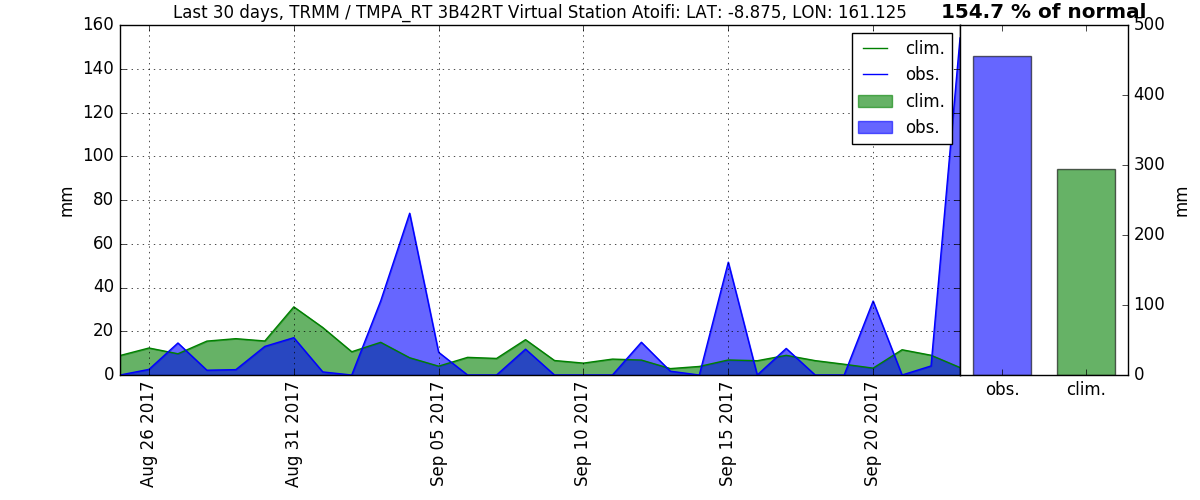 Last 30 days, TRMM / TMPA_RT 3B42RT Virtual Station Atoifi: LAT: -8.875, LON: 161.125
154.7 % of normal
160
140
120
100
80
60
40
20
0
mm
clim.
obs.
clim.
obs.
500
400
300
200
100
0
mm
Aug 26 2017
Aug 31 2017
Sep 05 2017
Sep 10 2017
Sep 15 2017
Sep 20 2017
obs.
clim.